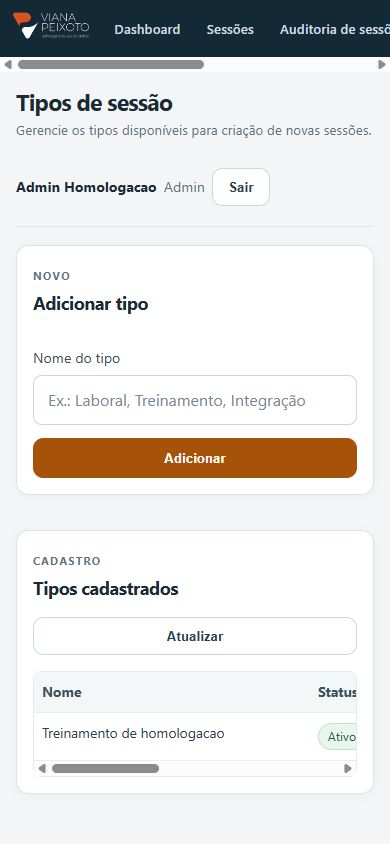 VIANA
PEIXOTO
advogados associados
Dashboard Sessões Auditoria de sessõ
Tipos de sessão
Gerencie os tipos disponíveis para criação de novas sessões.
Admin Homologacao Admin Sair
NOVO
Adicionar tipo
Nome do tipo
Ex.: Laboral, Treinamento, Integração
Adicionar
CADASTRO
Tipos cadastrados
Atualizar
Nome Status
Treinamento de homologacao Ativo